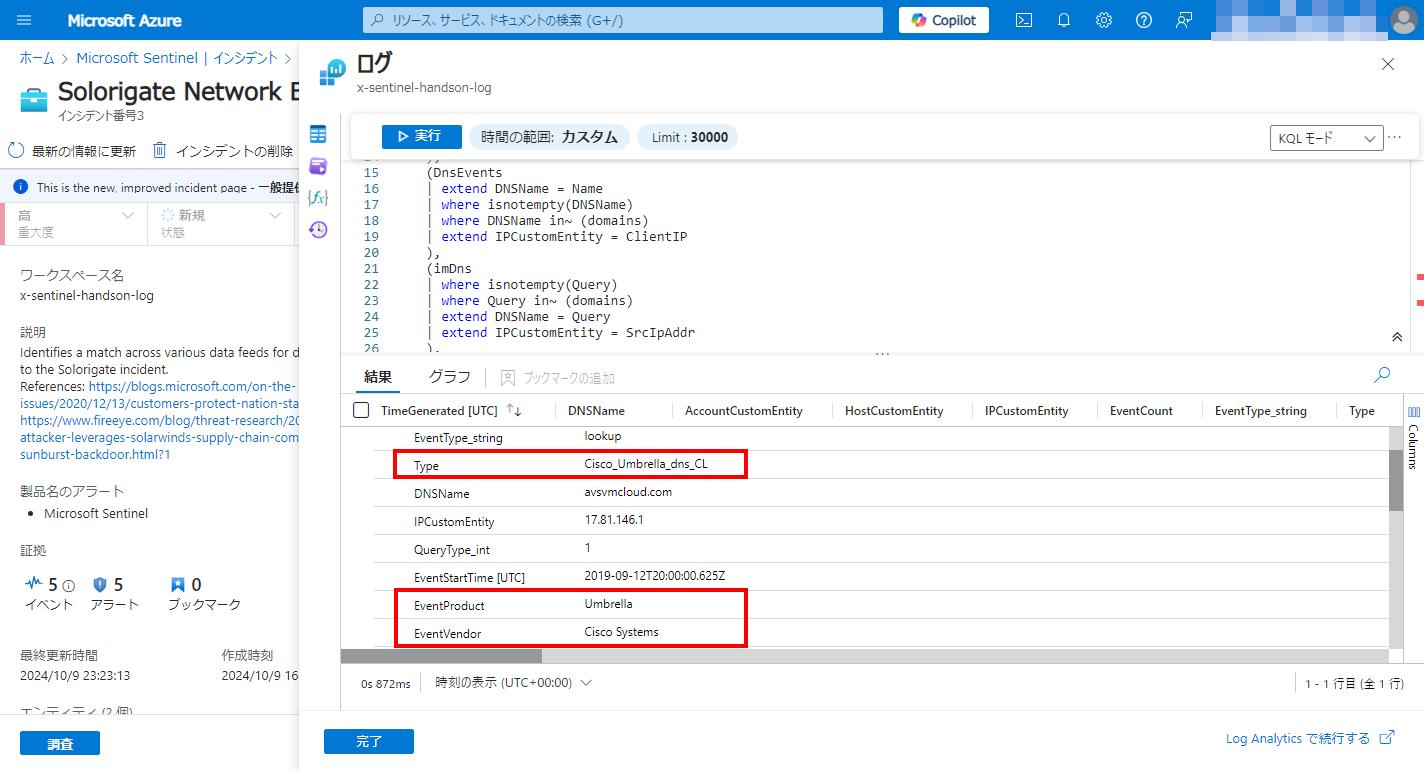 Microsoft Azure
リソース、サービス、ドキュメントの検索 (G+/)
Copilot
ホーム > Microsoft Sentinel | インシデント >
Solorigate Network
インシデント番号3
最新の情報に更新
インシデントの削除
This is the new, improved incident page - 一般提供
高
重大度
新規
状態
ワークスペース名
x-sentinel-handson-log
説明
Identifies a match across various data feeds for d
to the Solorigate incident.
References: https://blogs.microsoft.com/on-the-
issues/2020/12/13/customers-protect-nation-sta
https://www.fireeye.com/blog/threat-research/20
attacker-leverages-solarwinds-supply-chain-com
sunburst-backdoor.html?1
製品名のアラート
• Microsoft Sentinel
証拠
5
イベント
5
アラート
0
ブックマーク
最終更新時間
2024/10/9 23:23:13
作成時刻
2024/10/9 16
エンティティ (2 個)
調査
ログ
x-sentinel-handson-log
実行
時間の範囲: カスタム
Limit : 30000
KQL モード
15 (DnsEvents
16 | extend DNSName = Name
17 | where isnotempty(DNSName)
18 | where DNSName in~ (domains)
19 | extend IPCustomEntity = ClientIP
20 ),
21 (imDns
22 | where isnotempty(Query)
23 | where Query in~ (domains)
24 | extend DNSName = Query
25 | extend IPCustomEntity = SrcIpAddr
26 ),
結果
グラフ
ブックマークの追加
TimeGenerated [UTC] DNSName AccountCustomEntity HostCustomEntity IPCustomEntity EventCount EventType_string Type
Columns
EventType_string lookup
Type Cisco_Umbrella_dns_CL
DNSName avsvmcloud.com
IPCustomEntity 17.81.146.1
QueryType_int 1
EventStartTime [UTC] 2019-09-12T20:00:00.625Z
EventProduct Umbrella
EventVendor Cisco Systems
0s 872ms
時刻の表示 (UTC+00:00)
1 - 1 行目 (全 1 行)
完了
Log Analytics で続行する